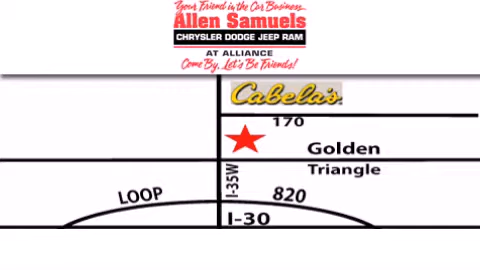 Your Friend in the Car Business...
Allen Samuels
CHRYSLER DODGE JEEP RAM
AT ALLIANCE
Come By, Let's Be Friends!
Cabela's
170
Golden
Triangle
I-35W
LOOP 820
I-30